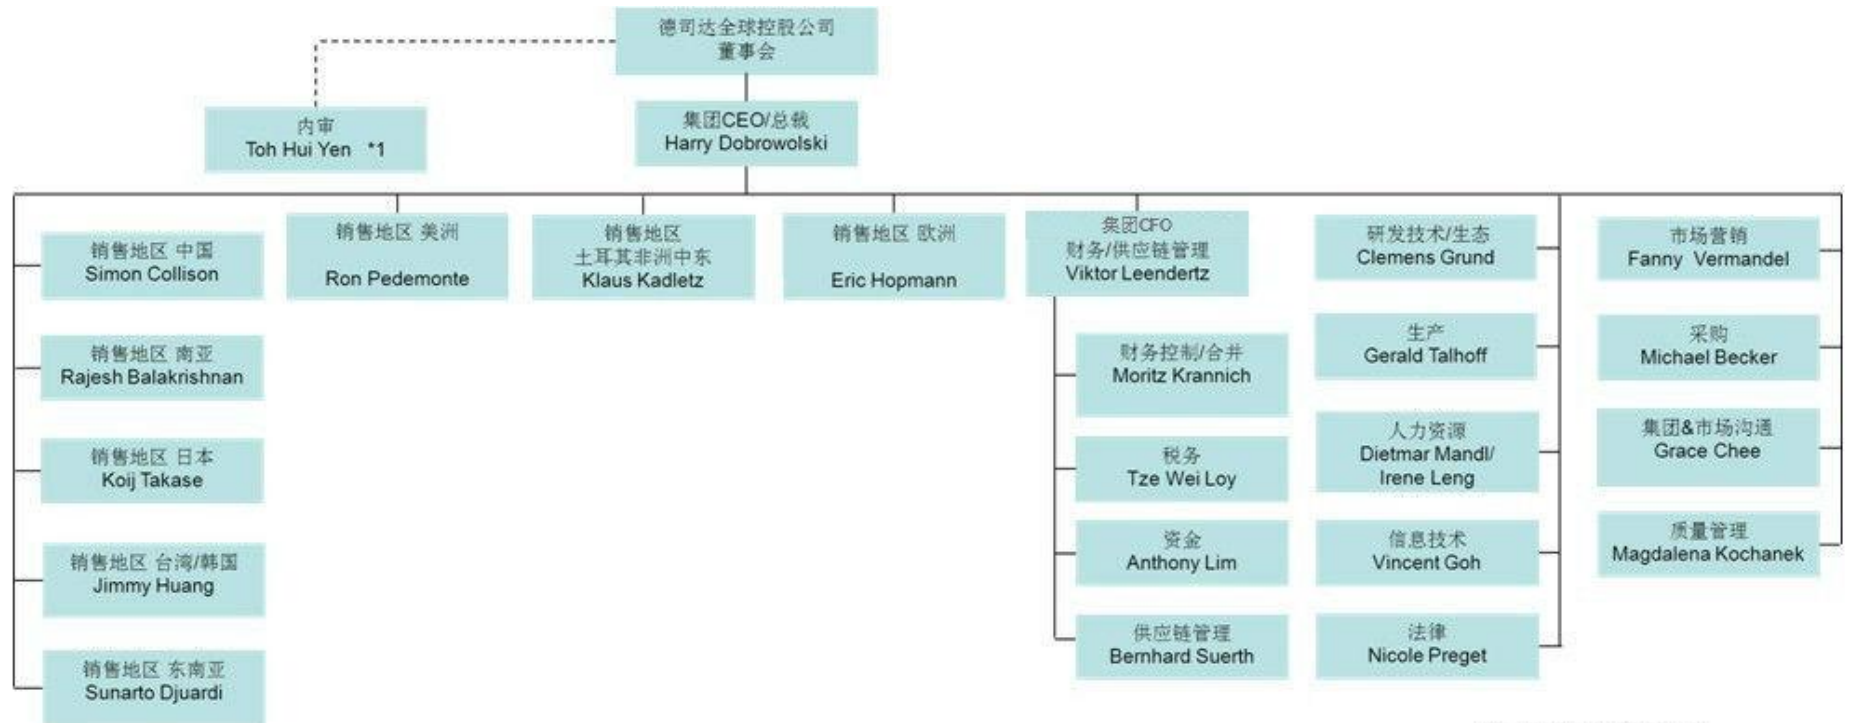 德司达全球控股公司
董事会
内审
Toh Hui Yen *1
集团CEO/总裁
Harry Dobrowolski
销售地区 中国
Simon Collison
销售地区 南亚
Rajesh Balakrishnan
销售地区 日本
Koij Takase
销售地区 台湾/韩国
Jimmy Huang
销售地区 东南亚
Sunarto Djuardi
销售地区 美洲
Ron Pedemonte
销售地区
土耳其非洲中东
Klaus Kadletz
销售地区 欧洲
Eric Hopmann
集团CFO
财务/供应链管理
Viktor Leendertz
财务控制/合并
Moritz Krannich
税务
Tze Wei Loy
资金
Anthony Lim
供应链管理
Bernhard Suerth
研发技术/生态
Clemens Grund
生产
Gerald Talhoff
人力资源
Dietmar Mandl/
Irene Leng
信息技术
Vincent Goh
法律
Nicole Preget
市场营销
Fanny Vermandel
采购
Michael Becker
集团&市场沟通
Grace Chee
质量管理
Magdalena Kochanek